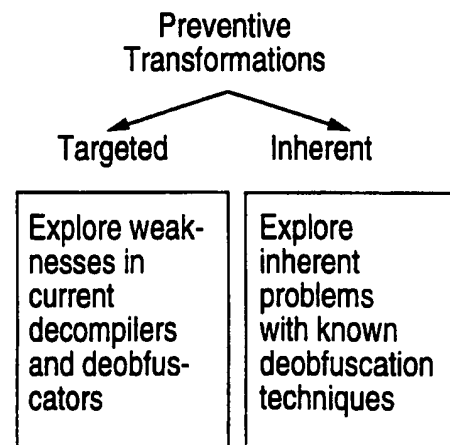 Preventive
Transformations
Targeted
Inherent
Explore weak-
nesses in
current
decompilers
and deobfus-
cators
Explore
inherent
problems
with known
deobfuscation
techniques